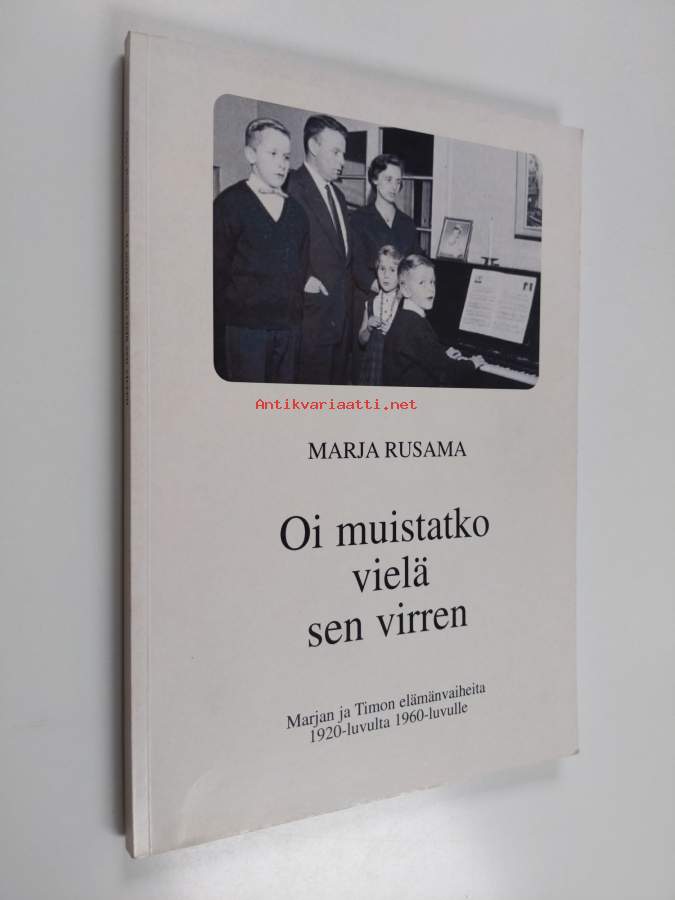 Antikvariaatti.net
MARJA RUSAMA
Oi muistatko
vielä
sen virren
Marjan ja Timon elämänvaiheita
1920-luvulta 1960-luvulle